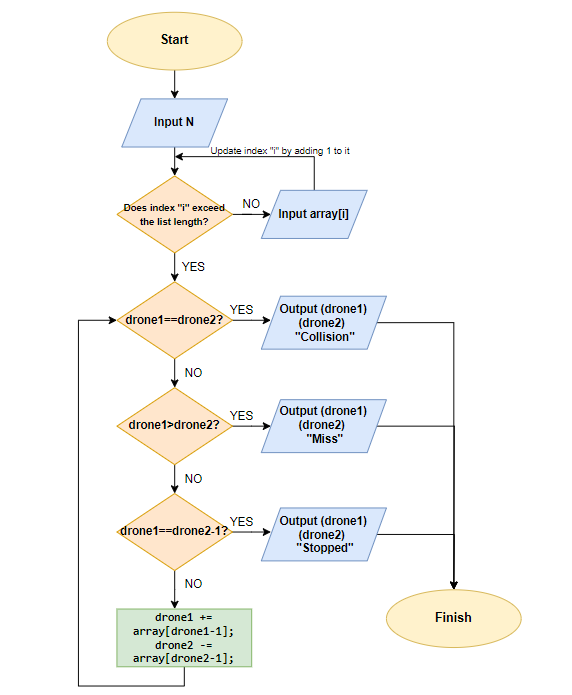 Start
Input N
Update index "i" by adding 1 to it
Does index "i" exceed
the list length?
NO
Input array[i]
YES
drone1==drone2?
YES
Output (drone1)
(drone2)
"Collision"
NO
drone1>drone2?
YES
Output (drone1)
(drone2)
"Miss"
NO
drone1==drone2-1?
YES
Output (drone1)
(drone2)
"Stopped"
NO
drone1 +=
array[drone1-1];
drone2 -=
array[drone2-1];
Finish